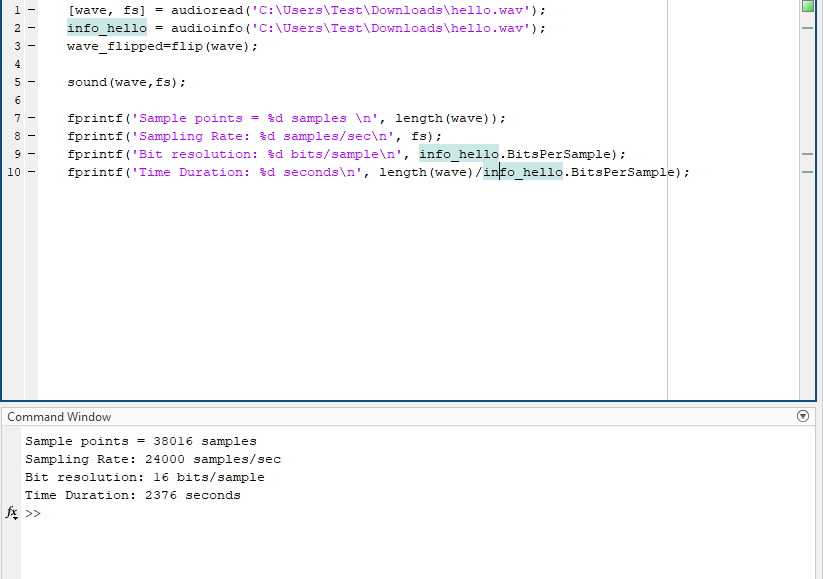 1 – [wave, fs] = audioread('C:\Users\Test\Downloads\hello.wav');
2 – info_hello = audioinfo('C:\Users\Test\Downloads\hello.wav');
3 – wave_flipped=flip(wave);
4
5 – sound(wave,fs);
6
7 – fprintf('Sample points = %d samples \n', length(wave));
8 – fprintf('Sampling Rate: %d samples/sec\n', fs);
9 – fprintf('Bit resolution: %d bits/sample\n', info_hello.BitsPerSample);
10 – fprintf('Time Duration: %d seconds\n', length(wave)/info_hello.BitsPerSample);
Command Window
Sample points = 38016 samples
Sampling Rate: 24000 samples/sec
Bit resolution: 16 bits/sample
Time Duration: 2376 seconds
fx >>